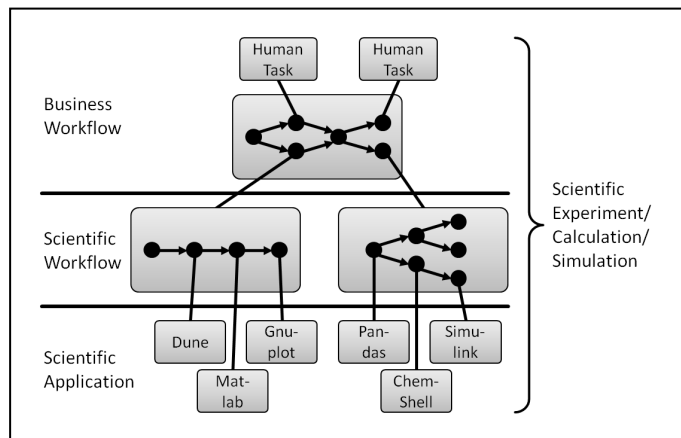 Human
Task
Human
Task
Business
Workflow
Scientific
Workflow
Scientific
Experiment/
Calculation/
Simulation
Scientific
Application
Dune
Mat-
lab
Gnu-
plot
Pan-
das
Chem-
Shell
Simu-
link